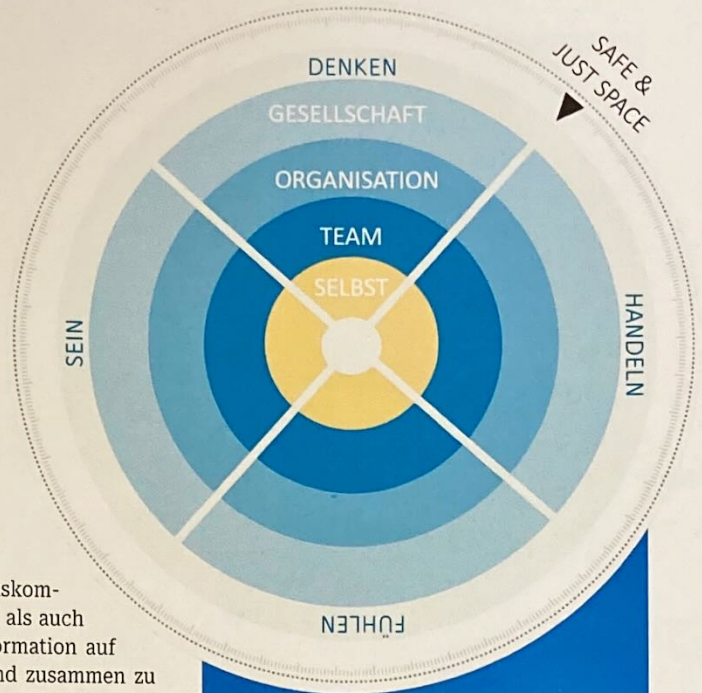 SAFE &
JUST SPACE
DENKEN
GESELLSCHAFT
ORGANISATION
TEAM
SELBST
SEIN
HANDELN
FÜHLEN
skom-
als auch
ormation auf
nd zusammen zu